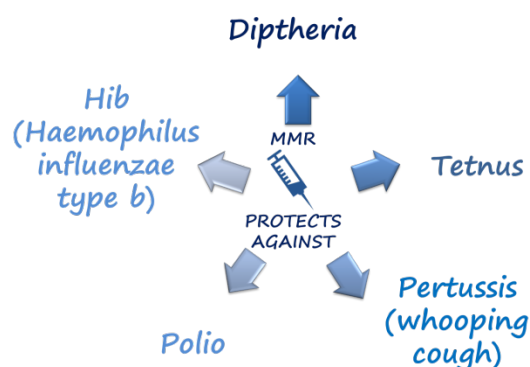 Diptheria
Hib
(Haemophilus
influenzae
type b)
MMR
PROTECTS
AGAINST
Tetnus
Pertussis
(whooping
cough)
Polio